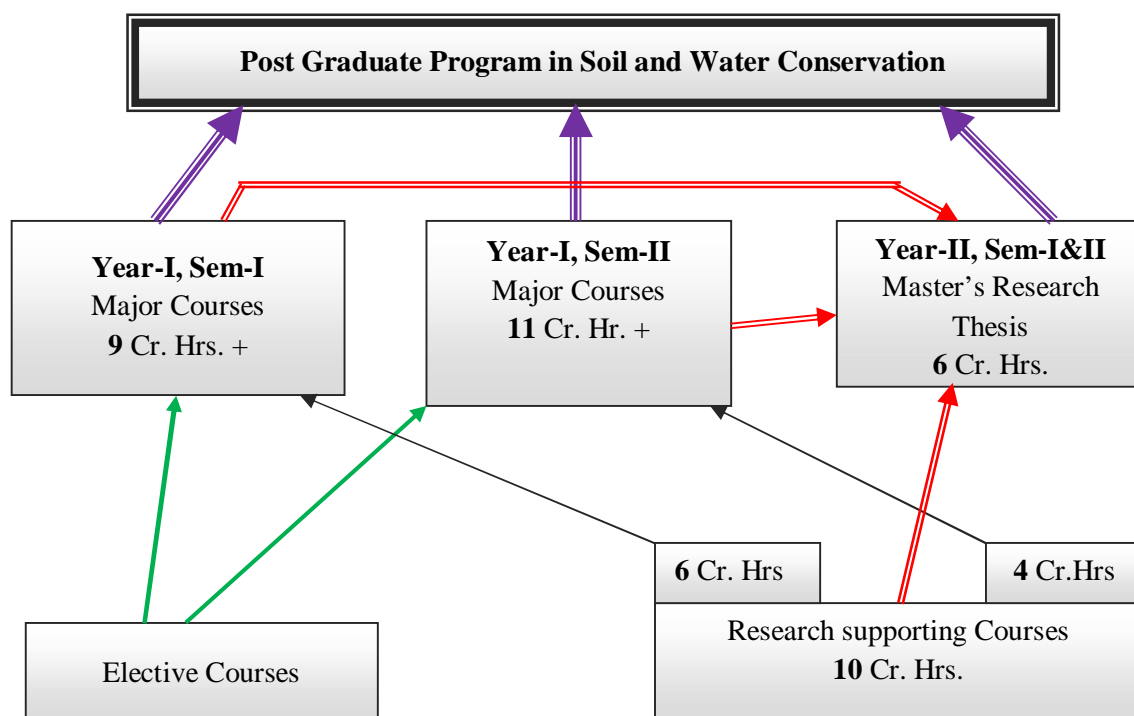 Post Graduate Program in Soil and Water Conservation
Year-I, Sem-I
Major Courses
9 Cr. Hrs. +
Year-I, Sem-II
Major Courses
11 Cr. Hr. +
Year-II, Sem-I&II
Master’s Research
Thesis
6 Cr. Hrs.
6 Cr. Hrs
4 Cr.Hrs
Elective Courses
Research supporting Courses
10 Cr. Hrs.